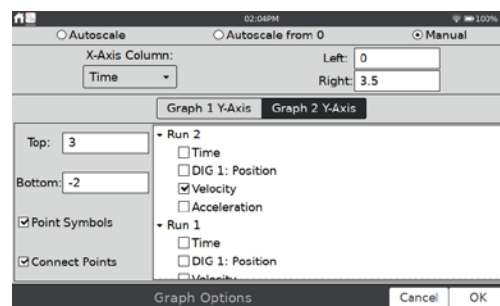 02:04PM 100%
Autoscale Autoscale from 0 Manual
X-Axis Column:
Time
Left: 0
Right: 3.5
Graph 1 Y-Axis Graph 2 Y-Axis
Top: 3
Bottom: -2
Point Symbols
Connect Points
Run 2
Time
DIG 1: Position
Velocity
Acceleration
Run 1
Time
DIG 1: Position
Velocity
Graph Options Cancel OK